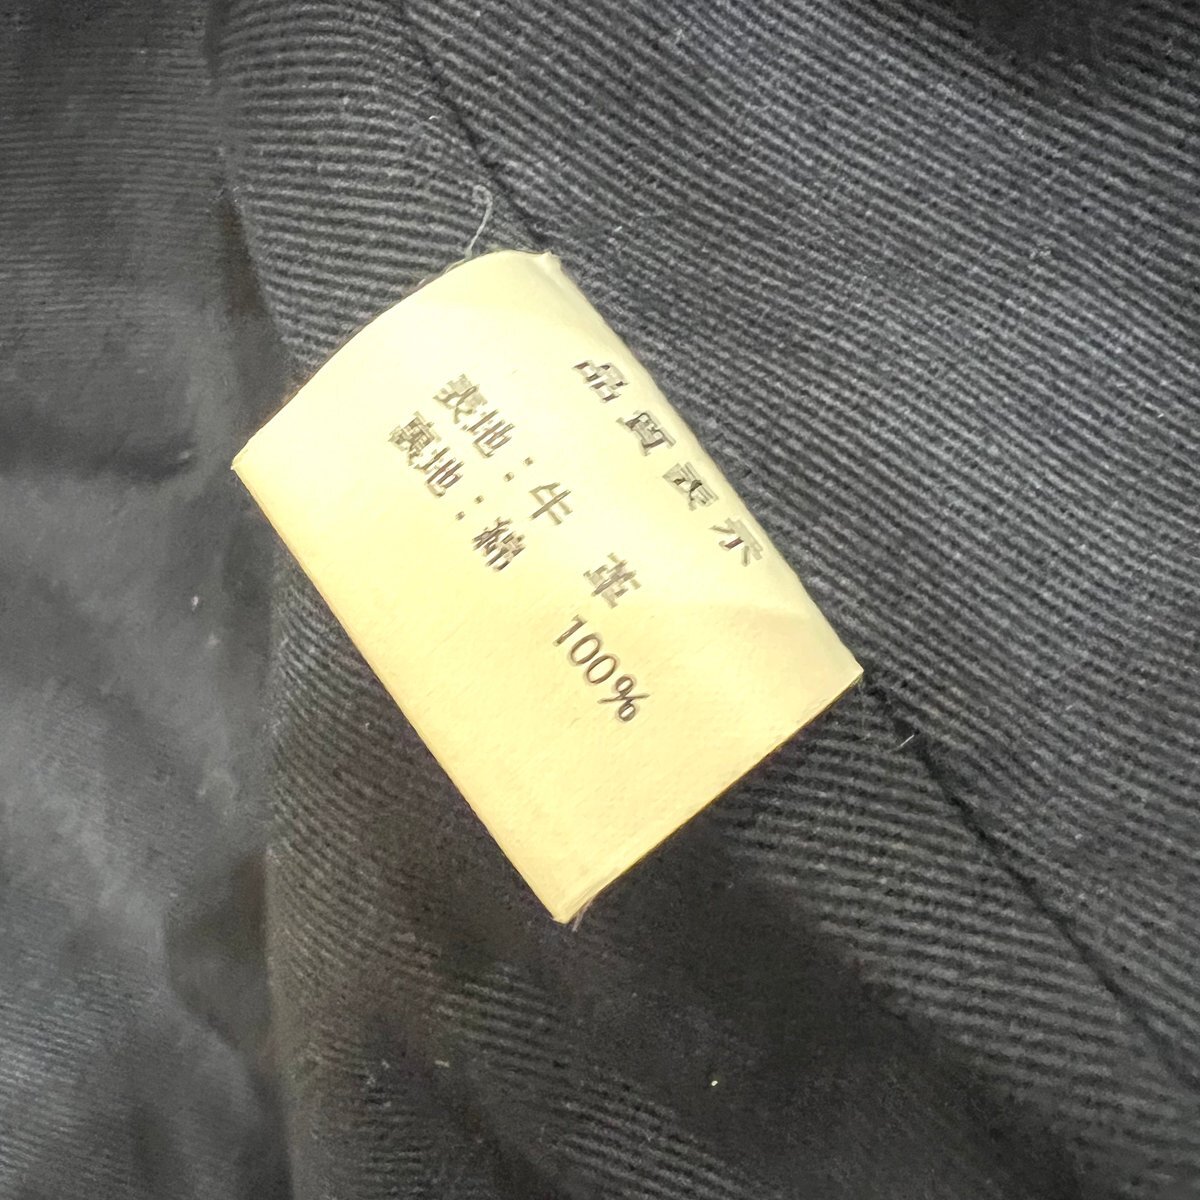 品質表示
表地：牛 革
裏地：綿 100%